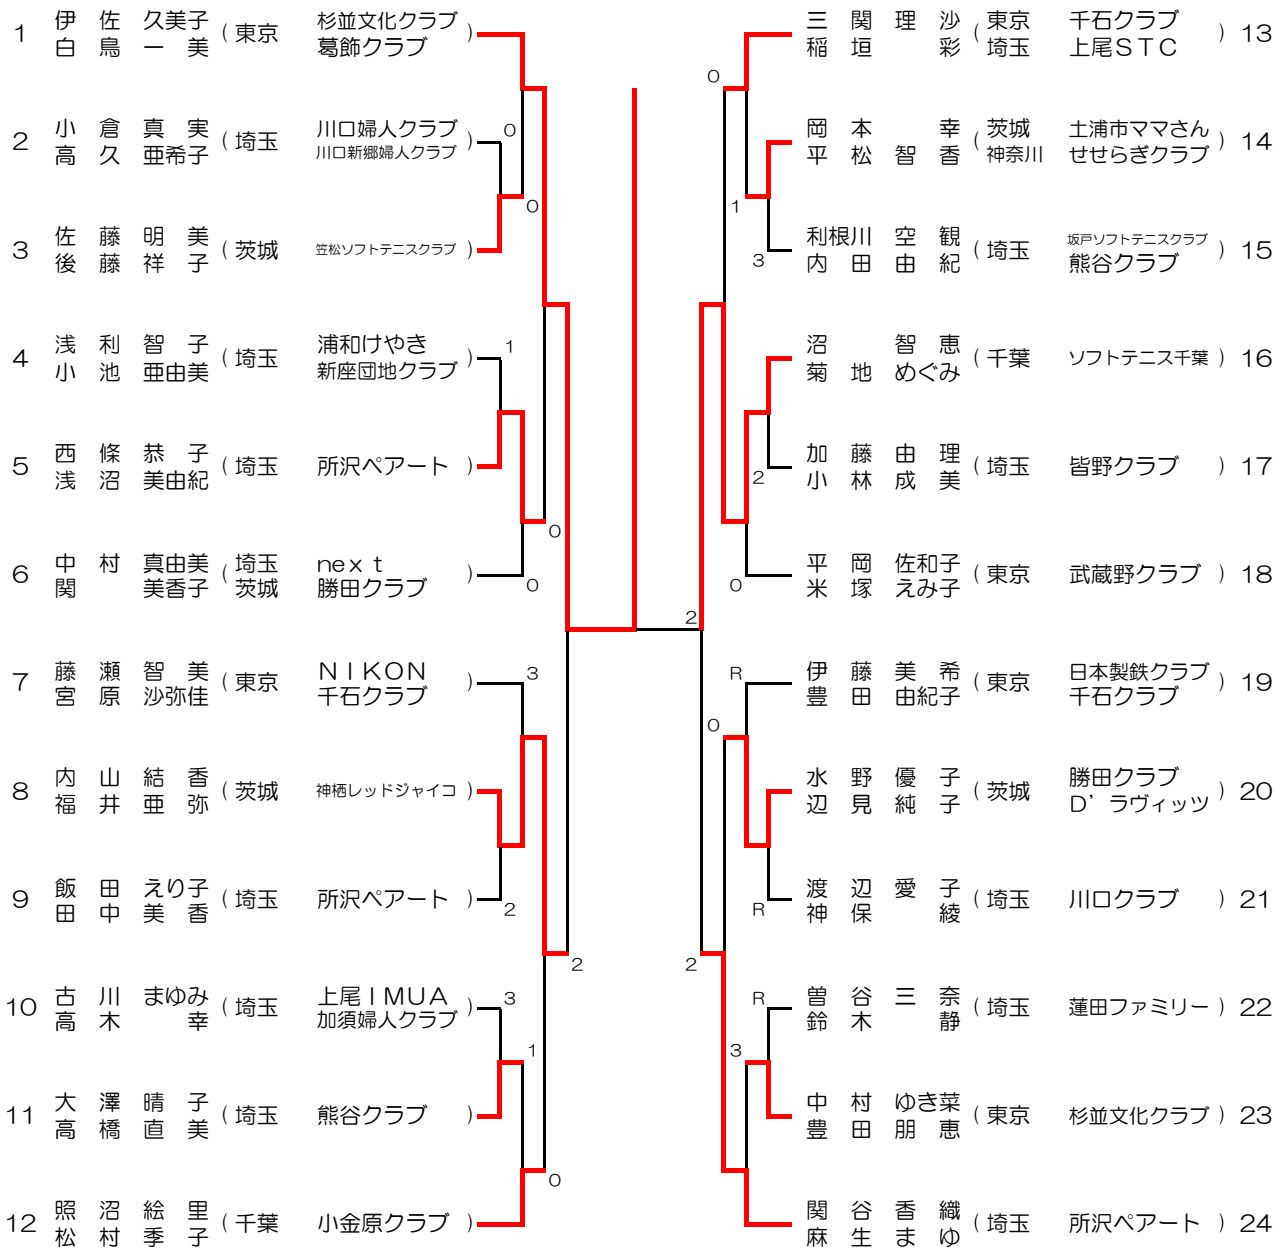 1 伊佐 久美子 (東京 杉並文化クラブ)
白鳥 一美 葛飾クラブ
2 小倉 真実 (埼玉 川口婦人クラブ)
高久 亜希子 川口新郷婦人クラブ
3 佐藤 明美 (茨城 笠松ソフトテニスクラブ)
後藤 祥子
4 浅利 智子 (埼玉 浦和けやき)
小池 亜由美 新座団地クラブ
5 西條 恭子 (埼玉 所沢ペアート)
浅沼 美由紀
6 中村 真由美 (埼玉 next)
関 美香子 茨城 勝田クラブ
7 藤瀬 智美 (東京 NIKON)
宮原 沙弥佳 千石クラブ
8 内山 結香 (茨城 神栖レッドジャイコ)
福井 亜弥
9 飯田 えり子 (埼玉 所沢ペアート)
田中 美香
10 古川 まゆみ (埼玉 上尾IMUA)
高木 幸 加須婦人クラブ
11 大澤 晴子 (埼玉 熊谷クラブ)
高橋 直美
12 照沼 絵里 (千葉 小金原クラブ)
松村 季子
0
0
1
0
0
3
2
2
3
1
0
0
1
3
2
0
2
R
0
R
2
R
3
三関 理沙 (東京 千石クラブ) 13
稲垣 彩 埼玉 上尾STC
岡本 幸 (茨城 土浦市ママさん) 14
平松 智香 神奈川 せせらぎクラブ
利根川 空観 (埼玉 坂戸ソフトテニスクラブ) 15
内田 由紀 熊谷クラブ
沼 智恵 (千葉 ソフトテニス千葉) 16
菊地 めぐみ
加藤 由理 (埼玉 皆野クラブ) 17
小林 成美
平岡 佐和子 (東京 武蔵野クラブ) 18
米塚 えみ子
伊藤 美希 (東京 日本製鉄クラブ) 19
豊田 由紀子 千石クラブ
水野 優子 (茨城 勝田クラブ) 20
辺見 純子 D’ラヴィッツ
渡辺 愛子 (埼玉 川口クラブ) 21
神保 綾
曽谷 三奈 (埼玉 蓮田ファミリー) 22
鈴木 静
中村 ゆき菜 (東京 杉並文化クラブ) 23
豊田 朋恵
関谷 香織 (埼玉 所沢ペアート) 24
麻生 まゆ